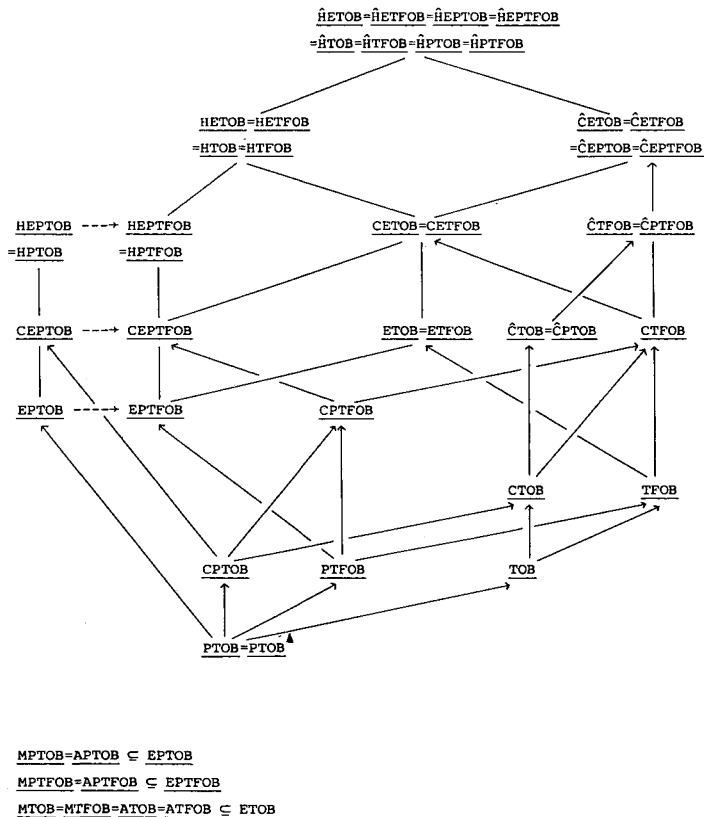 ĤETOB=ĤETFOB=ĤEPTOB=ĤEPTFOB
=ĤTOB=ĤTFOB=ĤPTOB=ĤPTFOB
HETOB=HETFOB ĈETOB=ĈETFOB
=HTOB=HTFOB =ĈEPTOB=ĈEPTFOB
HEPTOB HEPTFOB CETOB=CETFOB ĈTFOB=ĈPTFOB
=HPTOB =HPTFOB
CEPTOB CEPTFOB ETOB=ETFOB ĈTOB=ĈPTOB CTFOB
EPTOB EPTFOB CPTFOB
CTOB TFOB
CPTOB PTFOB TOB
PTOB=PTOB
MPTOB=APTOB ⊆ EPTOB
MPTFOB=APTFOB ⊆ EPTFOB
MTOB=MTFOB=ATOB=ATFOB ⊆ ETOB